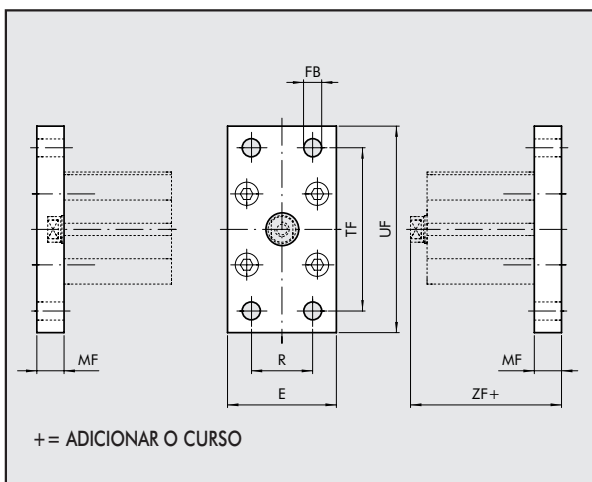 FB
TF
UF
MF
R
MF
E
ZF+
+= ADICIONAR O CURSO